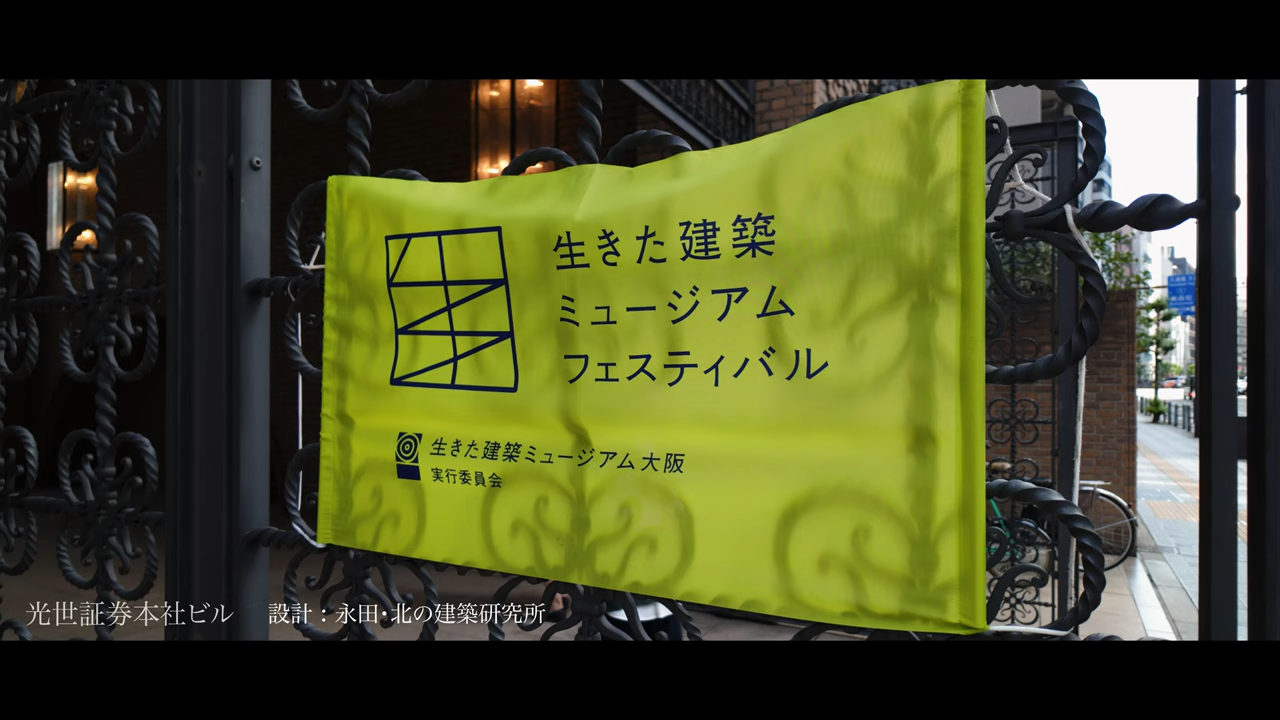 生きた建築
ミュージアム
フェスティバル
生きた建築ミュージアム大阪
実行委員会
光世証券本社ビル 設計：永田・北の建築研究所